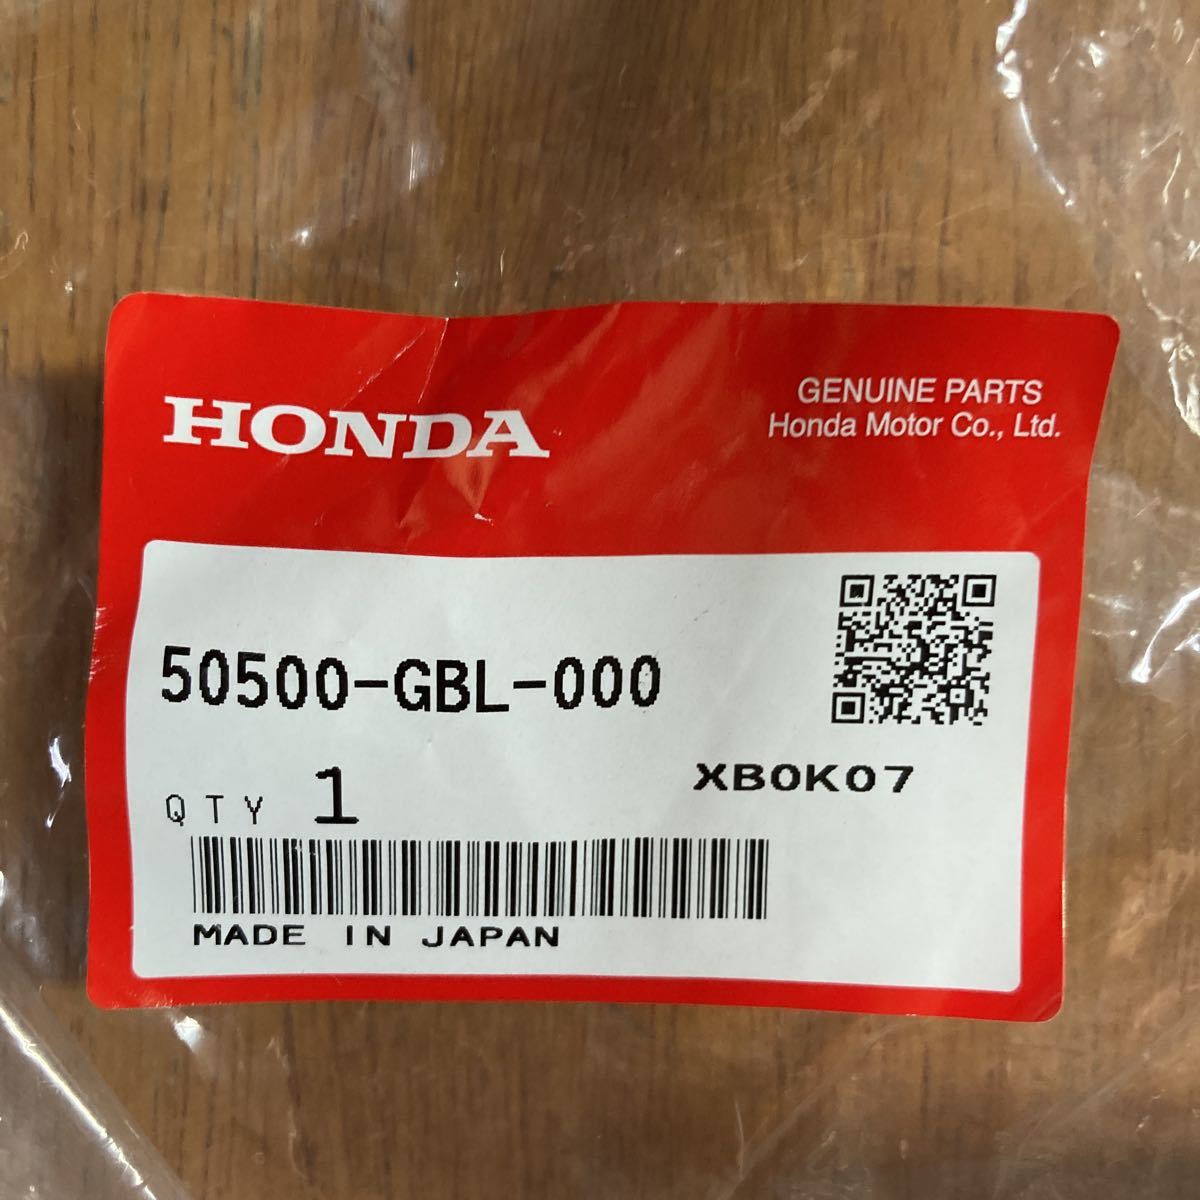 HONDA
GENUINE PARTS
Honda Motor Co., Ltd.
50500-GBL-000
XB0K07
QTY 1
MADE IN JAPAN